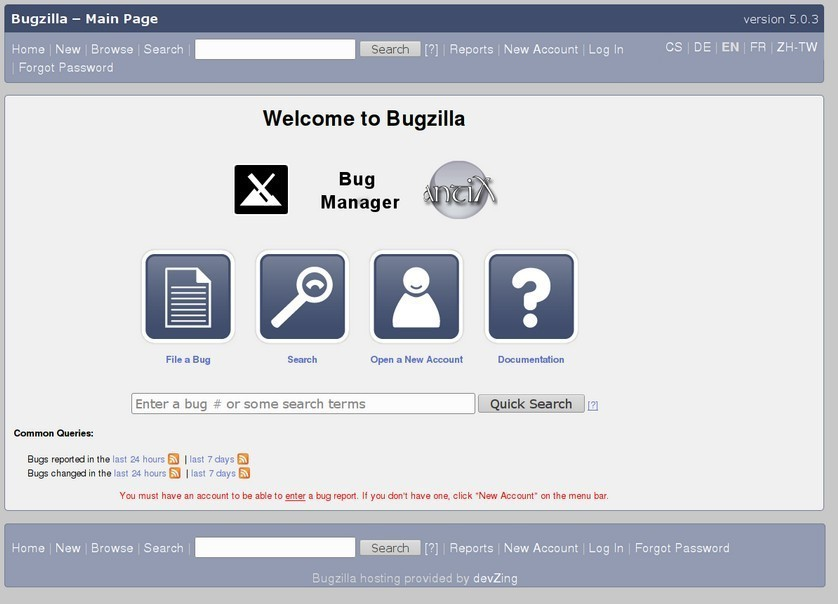 Bugzilla – Main Page
version 5.0.3
Home | New | Browse | Search | Search [?] | Reports | New Account | Log In
| Forgot Password
CS | DE | EN | FR | ZH-TW
Welcome to Bugzilla
Bug
Manager
antiX
File a Bug
Search
Open a New Account
Documentation
Enter a bug # or some search terms
Quick Search [?]
Common Queries:
Bugs reported in the last 24 hours | last 7 days
Bugs changed in the last 24 hours | last 7 days
You must have an account to be able to enter a bug report. If you don't have one, click "New Account" on the menu bar.
Home | New | Browse | Search | Search [?] | Reports | New Account | Log In | Forgot Password
Bugzilla hosting provided by devZing